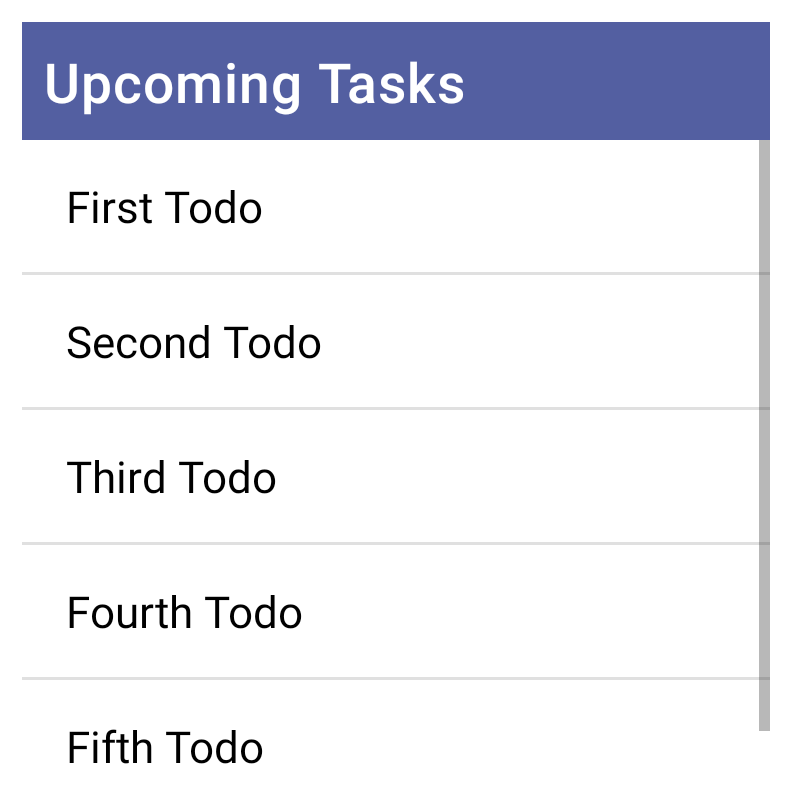 Upcoming Tasks
First Todo
Second Todo
Third Todo
Fourth Todo
Fifth Todo